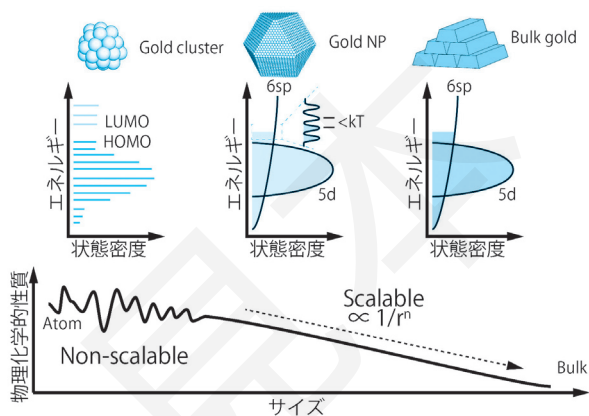 Gold cluster
Gold NP
Bulk gold
エネルギー
LUMO
HOMO
状態密度
エネルギー
6sp
<kT
5d
状態密度
エネルギー
6sp
5d
状態密度
物理化学的性質
Atom
Non-scalable
Scalable
∝ 1/rⁿ
Bulk
サイズ
見本